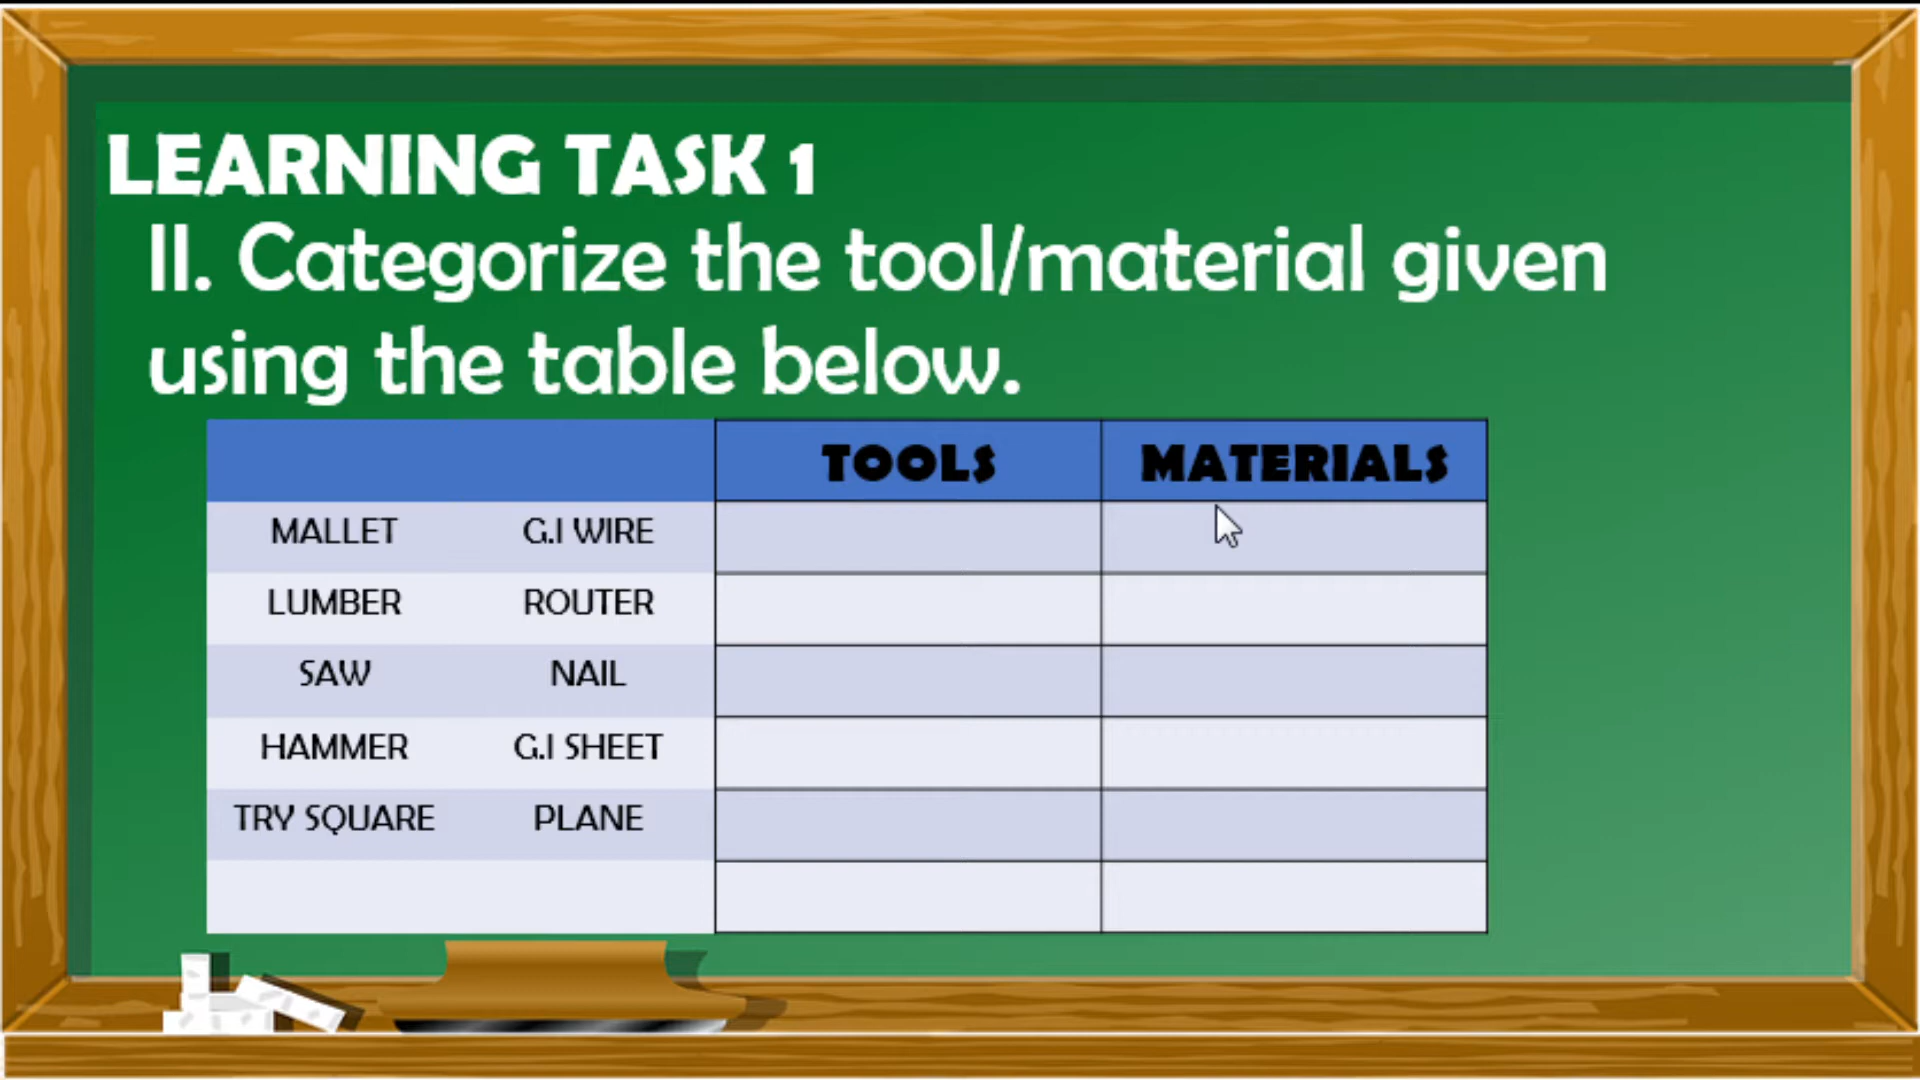 LEARNING TASK 1
II. Categorize the tool/material given
using the table below.
TOOLS MATERIALS
MALLET G.I WIRE
LUMBER ROUTER
SAW NAIL
HAMMER G.I SHEET
TRY SQUARE PLANE